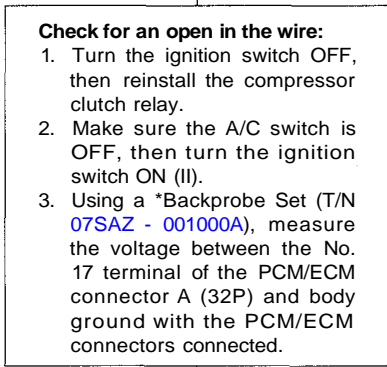 Check for an open in the wire:
1. Turn the ignition switch OFF,
then reinstall the compressor
clutch relay.
2. Make sure the A/C switch is
OFF, then turn the ignition
switch ON (II).
3. Using a *Backprobe Set (T/N
07SAZ - 001000A), measure
the voltage between the No.
17 terminal of the PCM/ECM
connector A (32P) and body
ground with the PCM/ECM
connectors connected.